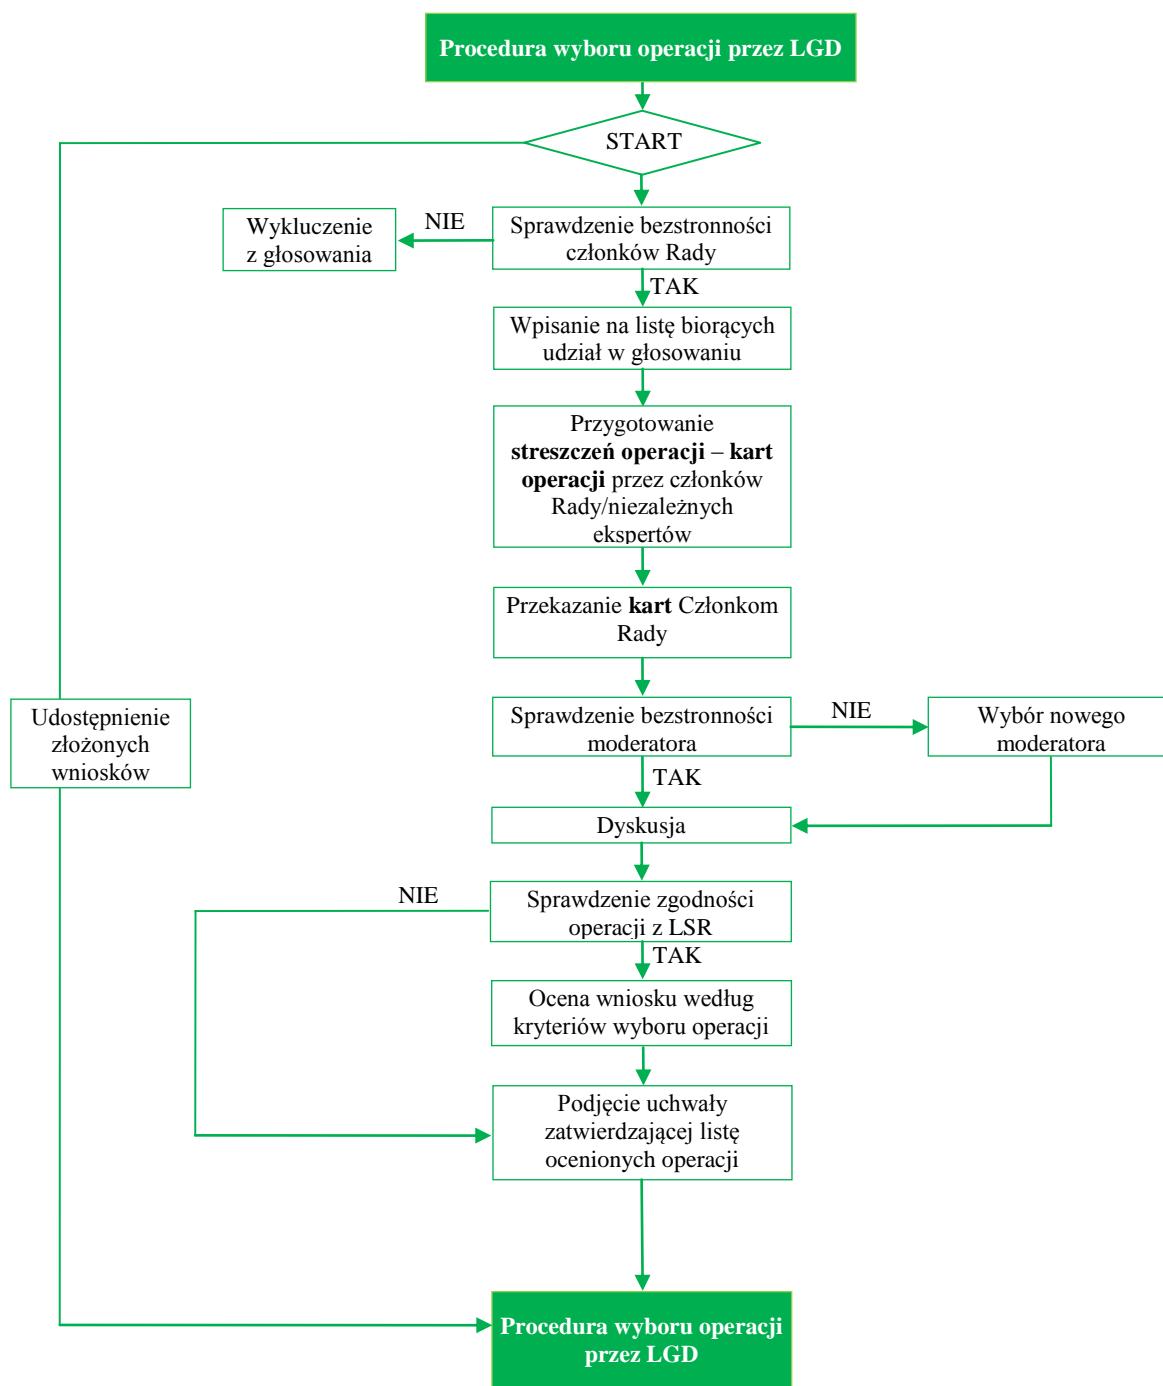 Procedura wyboru operacji przez LGD
START
Wykluczenie
z głosowania
NIE
Sprawdzenie bezstronności
członków Rady
TAK
Wpisanie na listę biorących
udział w głosowaniu
Przygotowanie
streszczeń operacji – kart
operacji przez członków
Rady/niezależnych
ekspertów
Przekazanie kart Członkom
Rady
Udostępnienie
złożonych
wniosków
Sprawdzenie bezstronności
moderatora
NIE
Wybór nowego
moderatora
TAK
Dyskusja
NIE
Sprawdzenie zgodności
operacji z LSR
TAK
Ocena wniosku według
kryteriów wyboru operacji
Podjęcie uchwały
zatwierdzającej listę
ocenionych operacji
Procedura wyboru operacji
przez LGD